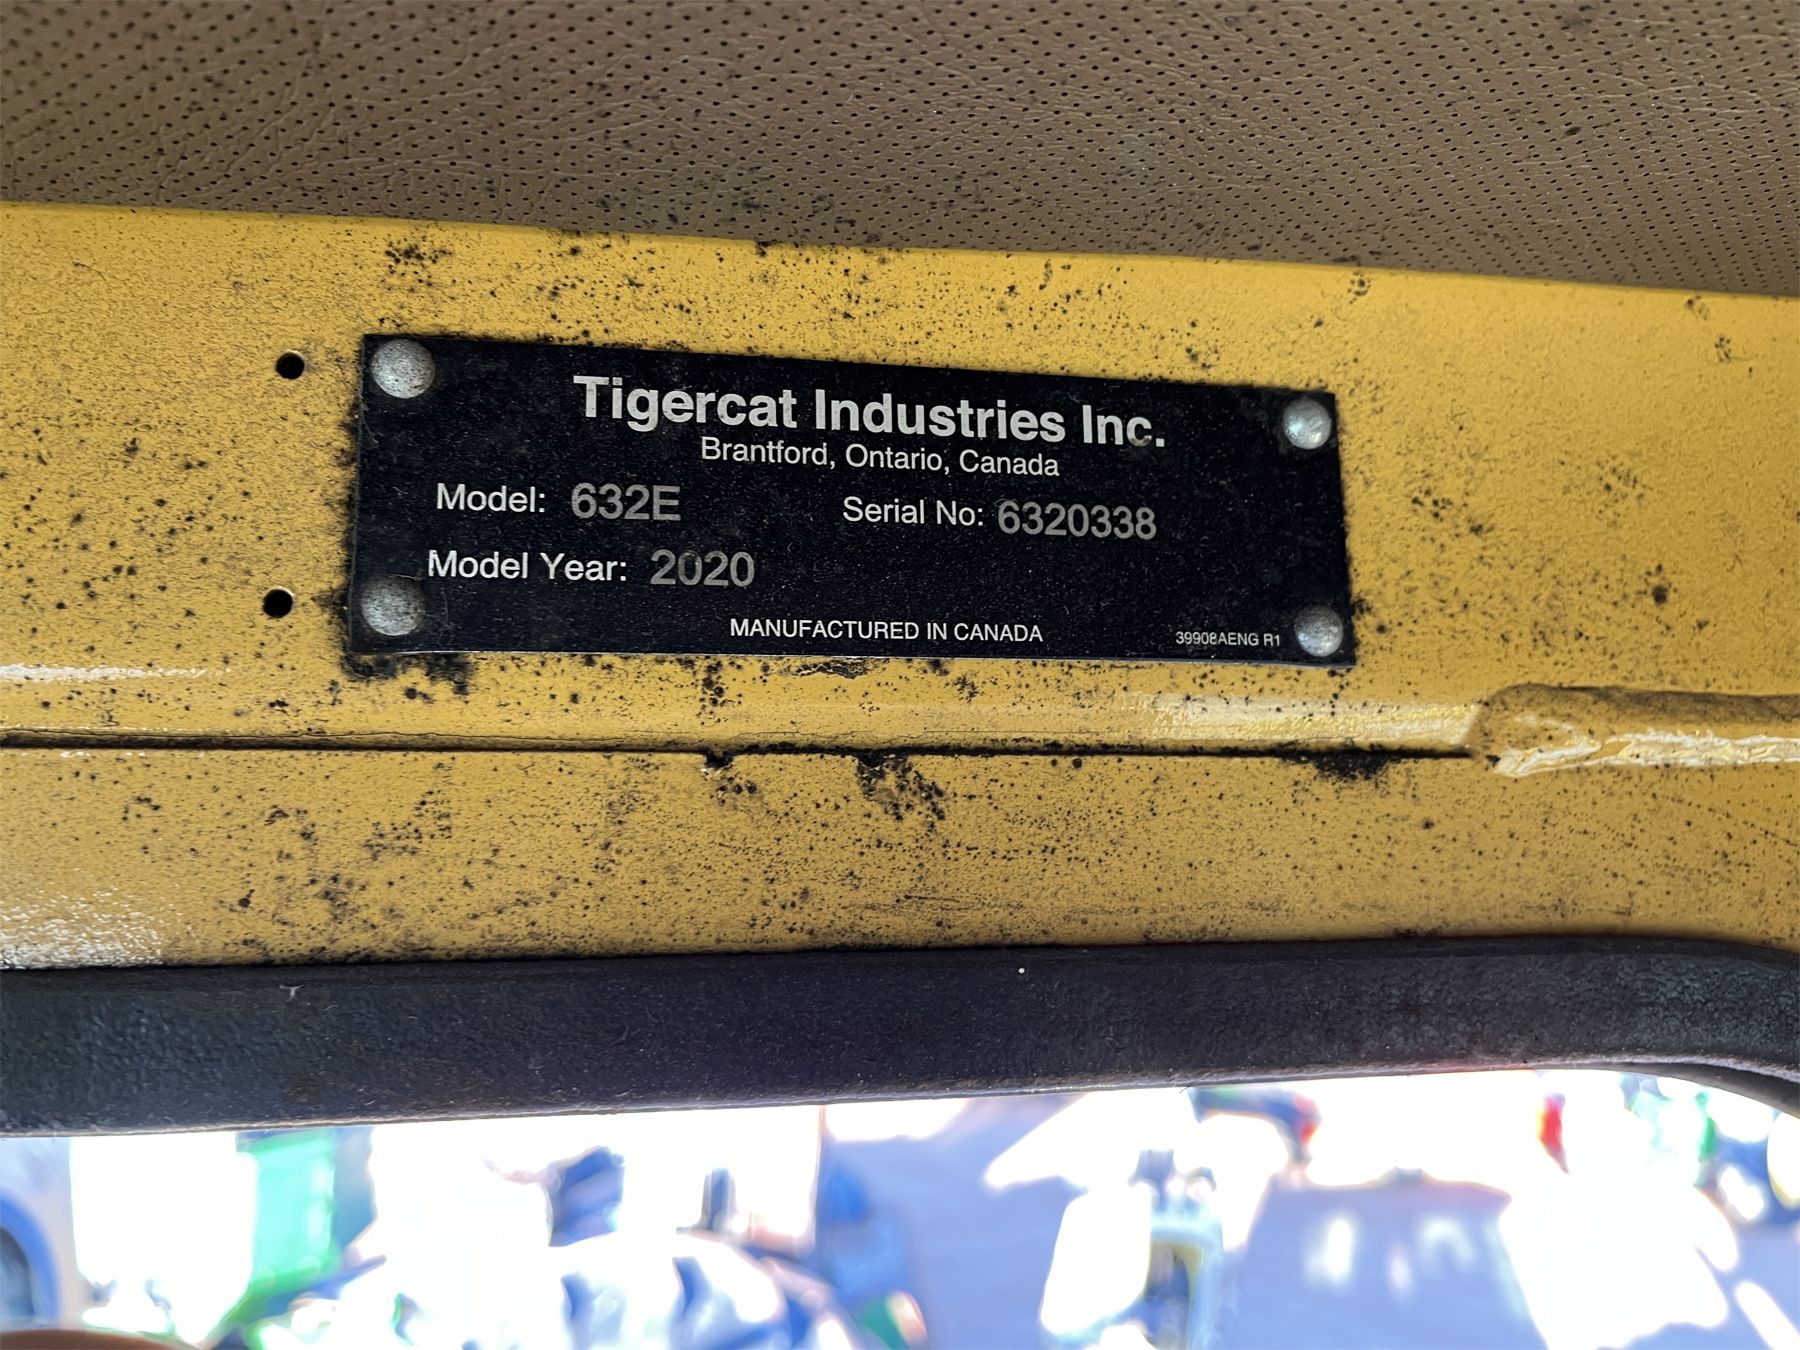 Tigercat Industries Inc.
Brantford, Ontario, Canada
Model: 632E Serial No: 6320338
Model Year: 2020
MANUFACTURED IN CANADA 39908AENG R1